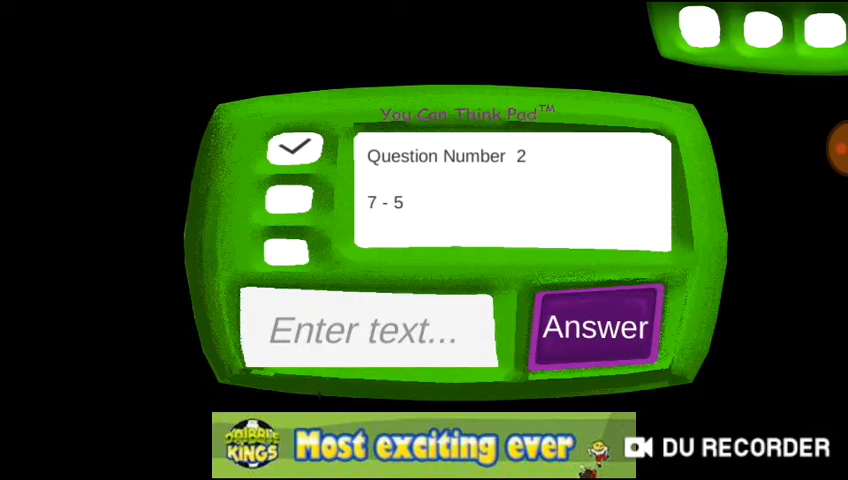 You Can Think Pad™
Question Number 2
7 - 5
Enter text...
Answer
DRIBBLE
KINGS
Most exciting ever
DU RECORDER